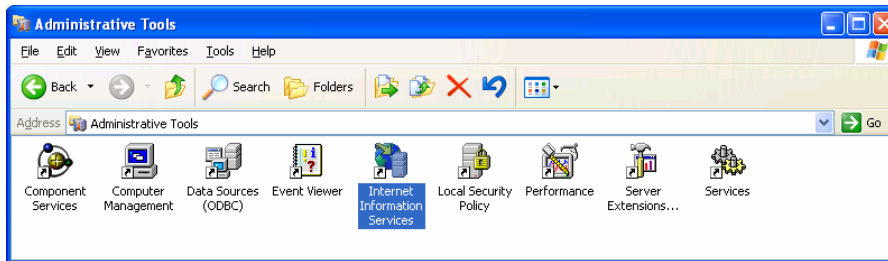 Administrative Tools
File Edit View Favorites Tools Help
Back Search Folders
Address Administrative Tools Go
Component Services
Computer Management
Data Sources (ODBC)
Event Viewer
Internet Information Services
Local Security Policy
Performance
Server Extensions...
Services